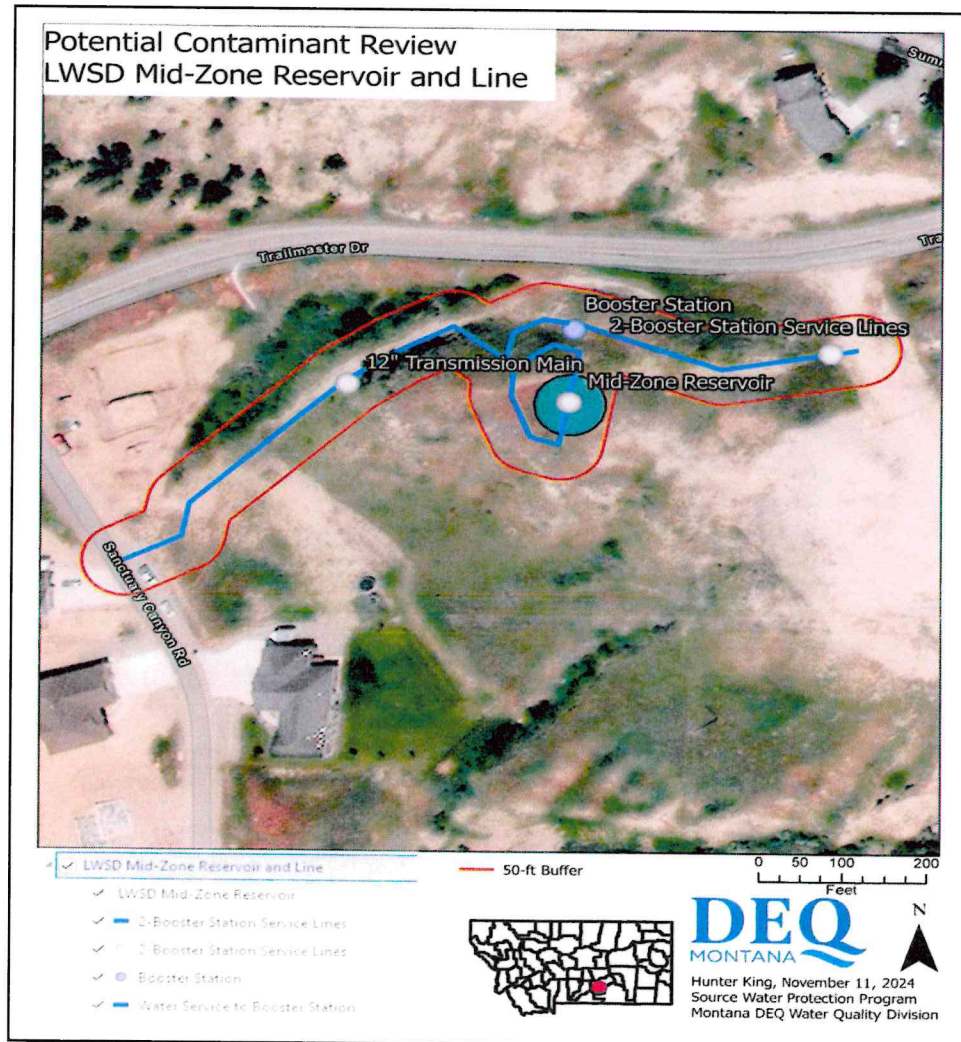 Potential Contaminant Review
LWSD Mid-Zone Reservoir and Line
Summ
Trailmaster Dr
Tra
Booster Station
2-Booster Station Service Lines
12" Transmission Main
Mid-Zone Reservoir
Sanctuary Canyon Rd
LWSD Mid-Zone Reservoir and Line
LWSD Mid-Zone Reservoir
2-Booster Station Service Lines
2-Booster Station Service Lines
Booster Station
Water Service to Booster Station
50-ft Buffer
0 50 100 200
Feet
DEQ
MONTANA
N
Hunter King, November 11, 2024
Source Water Protection Program
Montana DEQ Water Quality Division